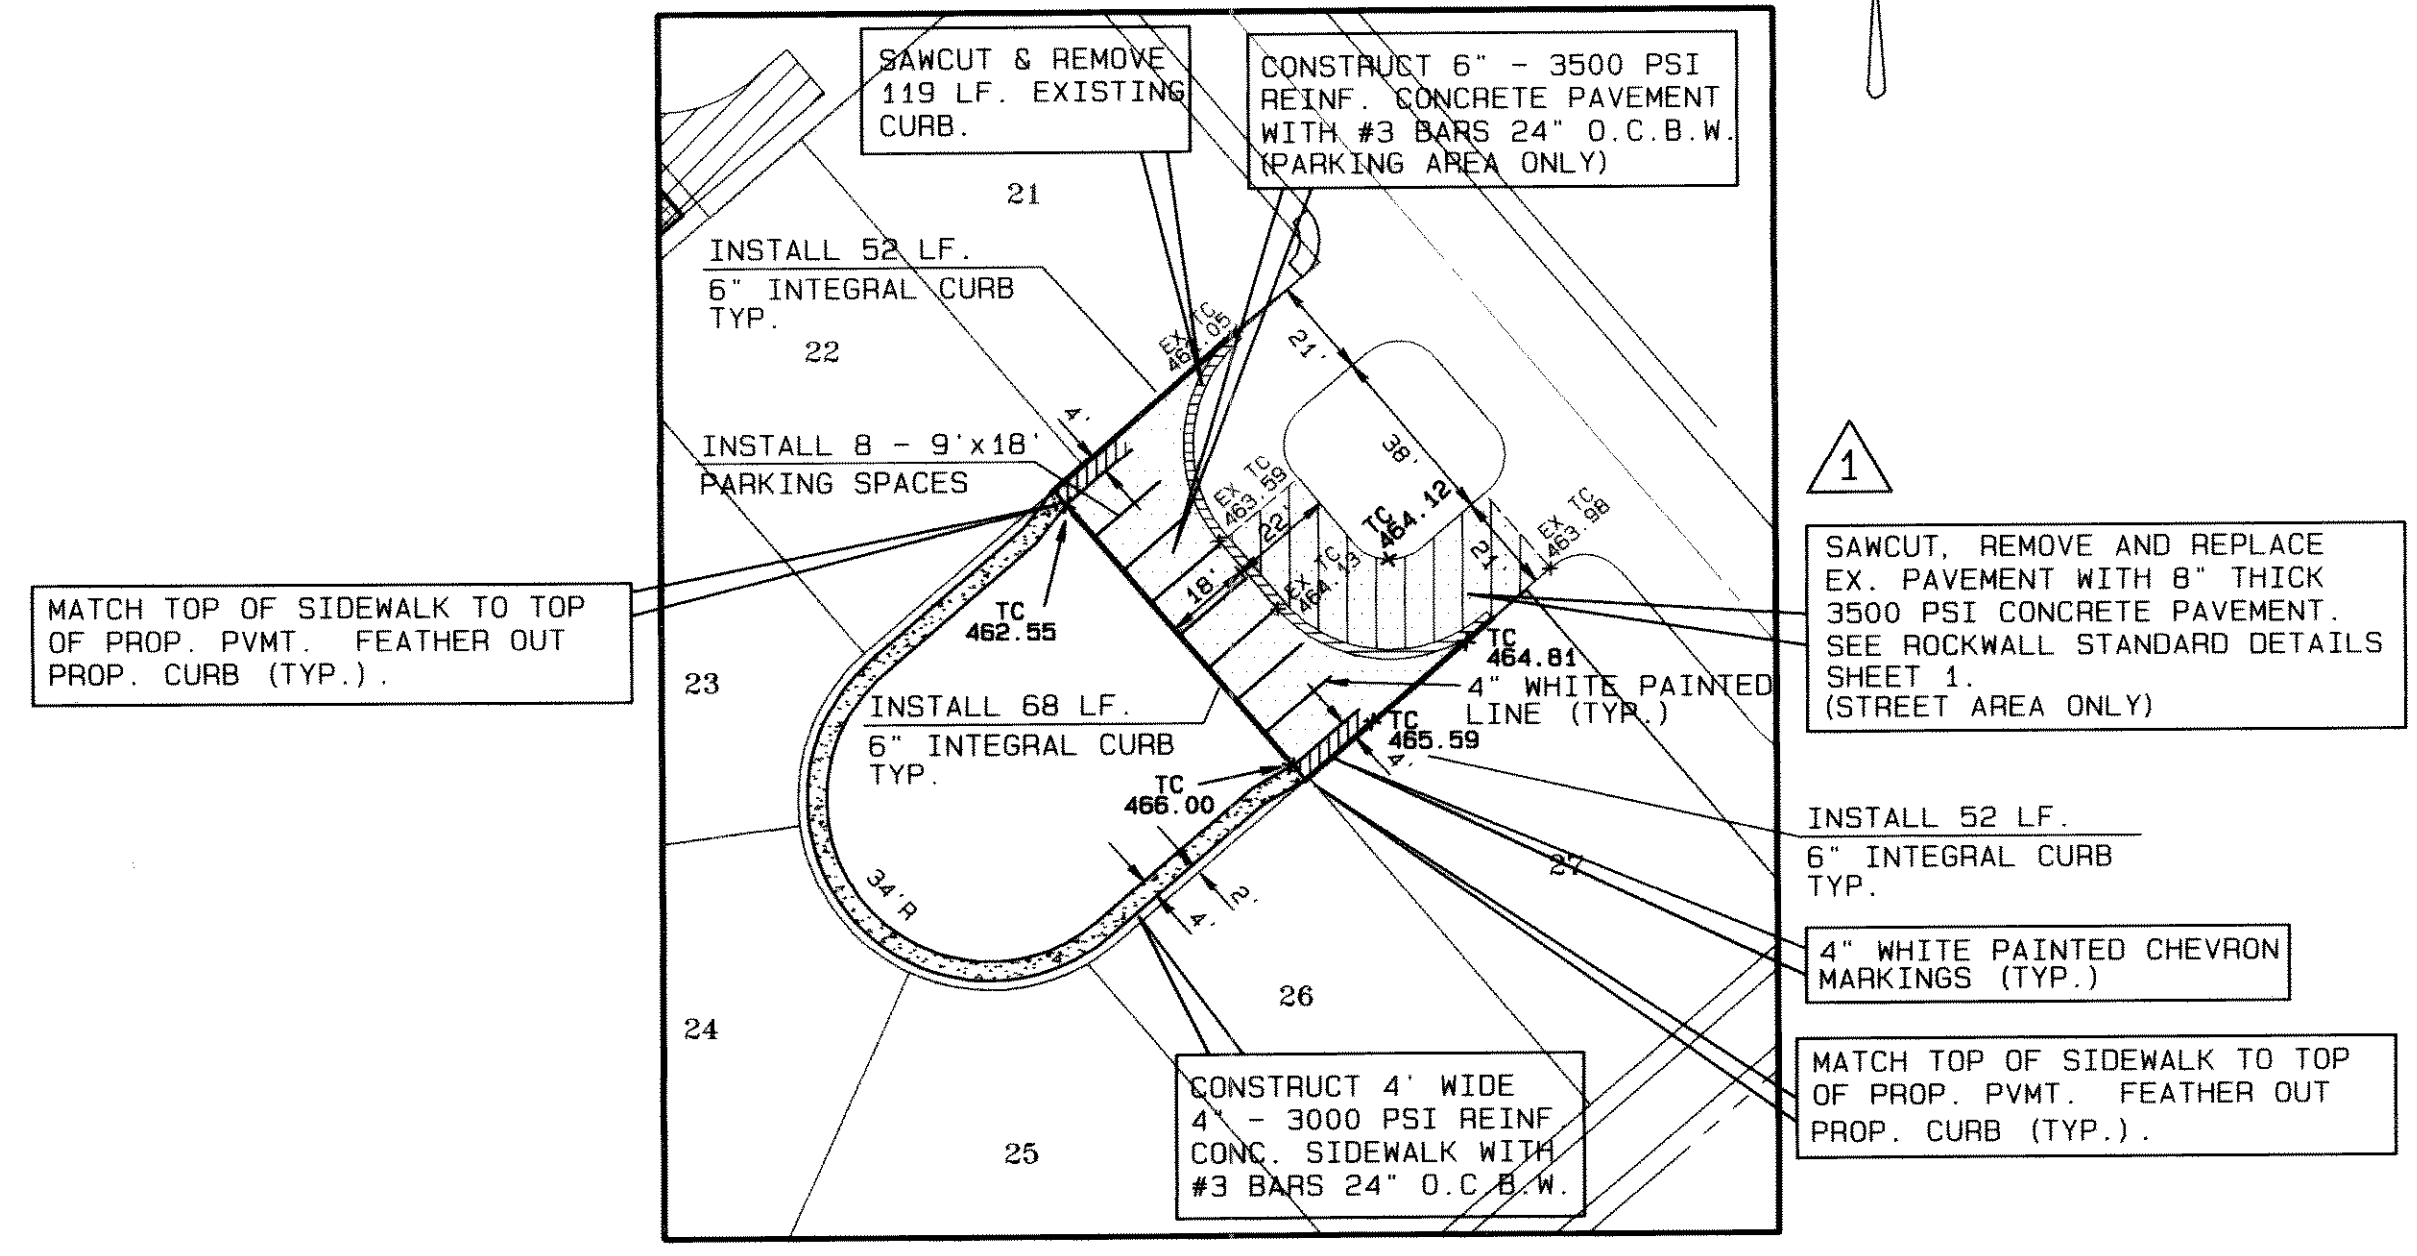 SAWCUT & REMOVE
119 LF. EXISTING
CURB.
CONSTRUCT 6" - 3500 PSI
REINF. CONCRETE PAVEMENT
WITH #3 BARS 24" O.C.B.W.
(PARKING AREA ONLY)
21
INSTALL 52 LF.
6" INTEGRAL CURB
TYP.
22
EX TC
21'
4'
INSTALL 8 - 9'x18'
PARKING SPACES
38'
EX TC
463.59
22'
TC
464.12
EX TC
463.98
21'
1
SAWCUT, REMOVE AND REPLACE
EX. PAVEMENT WITH 8" THICK
3500 PSI CONCRETE PAVEMENT.
SEE ROCKWALL STANDARD DETAILS
SHEET 1.
(STREET AREA ONLY)
18'
EX TC
464.13
MATCH TOP OF SIDEWALK TO TOP
OF PROP. PVMT. FEATHER OUT
PROP. CURB (TYP.).
TC
462.55
TC
464.81
23
4" WHITE PAINTED
LINE (TYP.)
INSTALL 68 LF.
6" INTEGRAL CURB
TYP.
TC
465.59
4'
TC
466.00
INSTALL 52 LF.
6" INTEGRAL CURB
TYP.
27
34'R
2'
4'
4" WHITE PAINTED CHEVRON
MARKINGS (TYP.)
26
24
MATCH TOP OF SIDEWALK TO TOP
OF PROP. PVMT. FEATHER OUT
PROP. CURB (TYP.).
CONSTRUCT 4' WIDE
4" - 3000 PSI REINF
CONC. SIDEWALK WITH
#3 BARS 24" O.C.B.W.
25